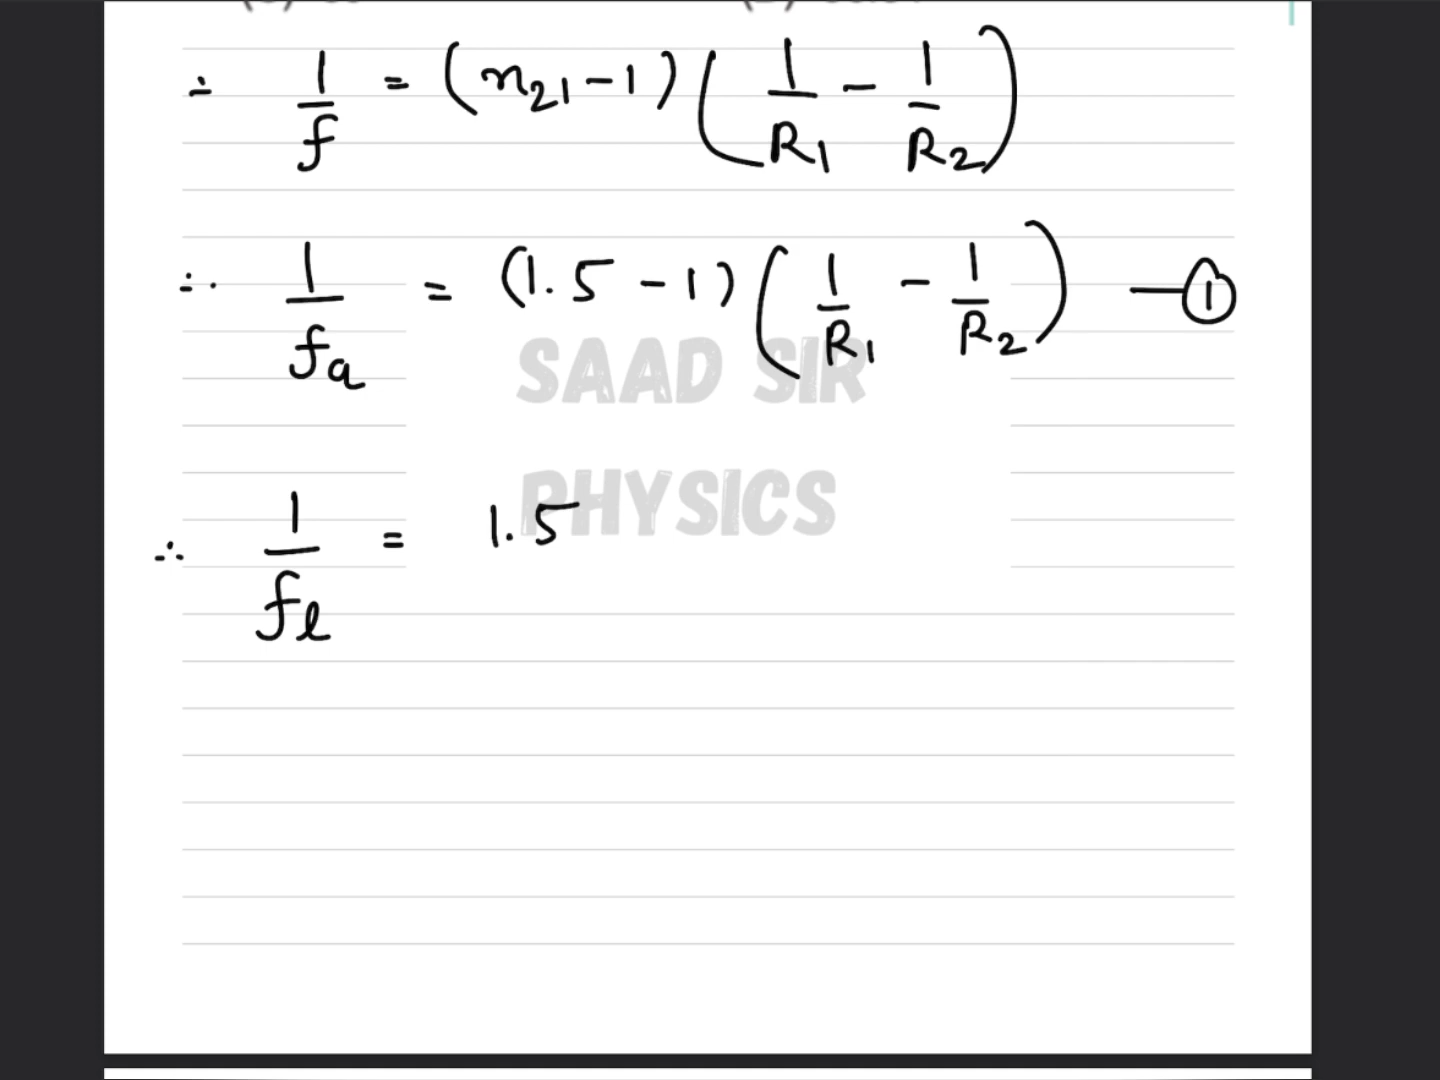 ∴ 1/f = (n₂₁ - 1) (1/R₁ - 1/R₂)
∴ 1/fₐ = (1.5 - 1) (1/R₁ - 1/R₂) — ①
SAAD SIR
PHYSICS
∴ 1/fℓ = 1.5